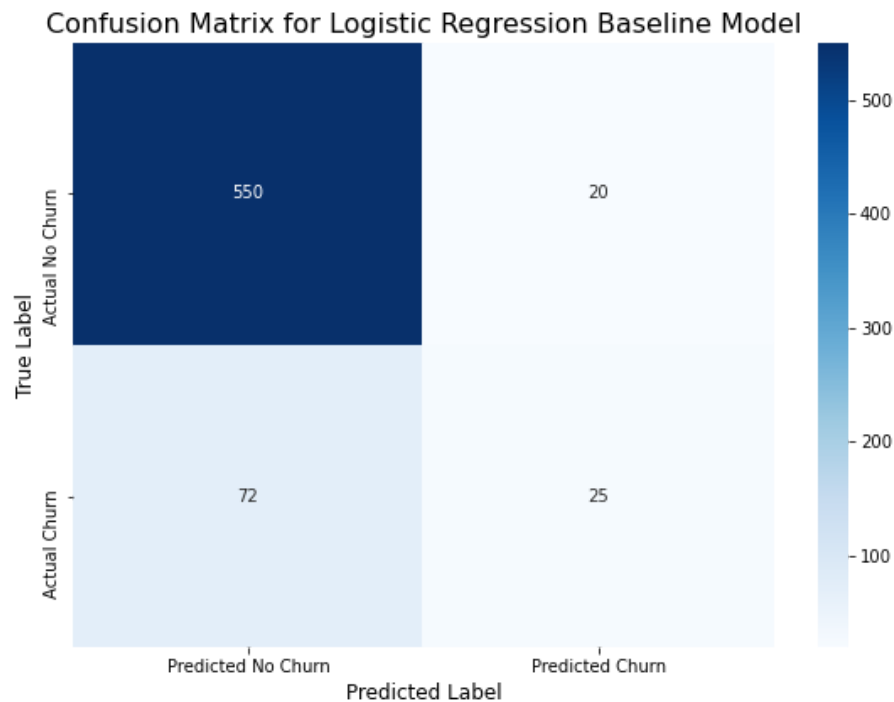 Confusion Matrix for Logistic Regression Baseline Model
True Label
Actual No Churn
Actual Churn
550
20
72
25
Predicted No Churn
Predicted Churn
Predicted Label
500
400
300
200
100